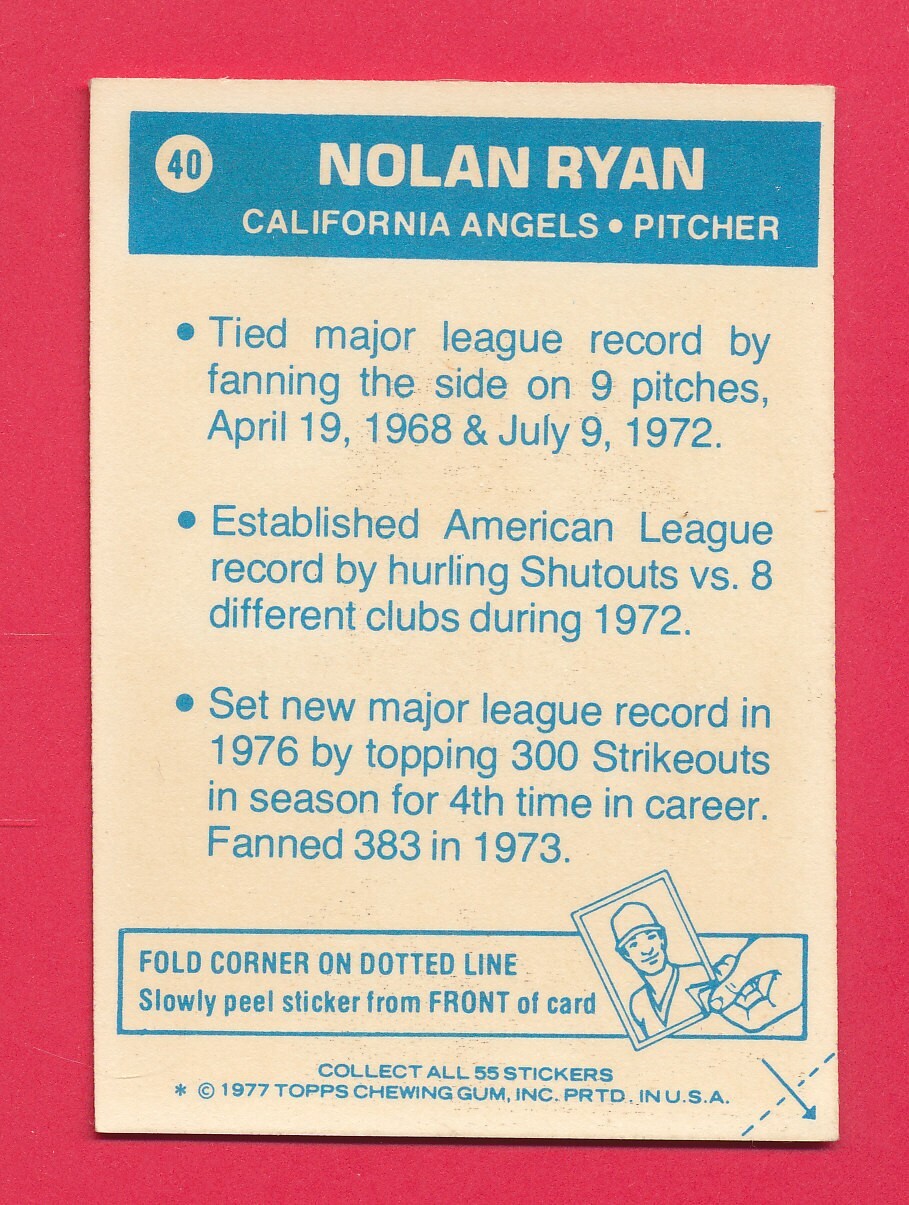 40
NOLAN RYAN
CALIFORNIA ANGELS • PITCHER
• Tied major league record by
fanning the side on 9 pitches,
April 19, 1968 & July 9, 1972.
• Established American League
record by hurling Shutouts vs. 8
different clubs during 1972.
• Set new major league record in
1976 by topping 300 Strikeouts
in season for 4th time in career.
Fanned 383 in 1973.
FOLD CORNER ON DOTTED LINE
Slowly peel sticker from FRONT of card
COLLECT ALL 55 STICKERS
* © 1977 TOPPS CHEWING GUM, INC. PRTD. IN U.S.A.